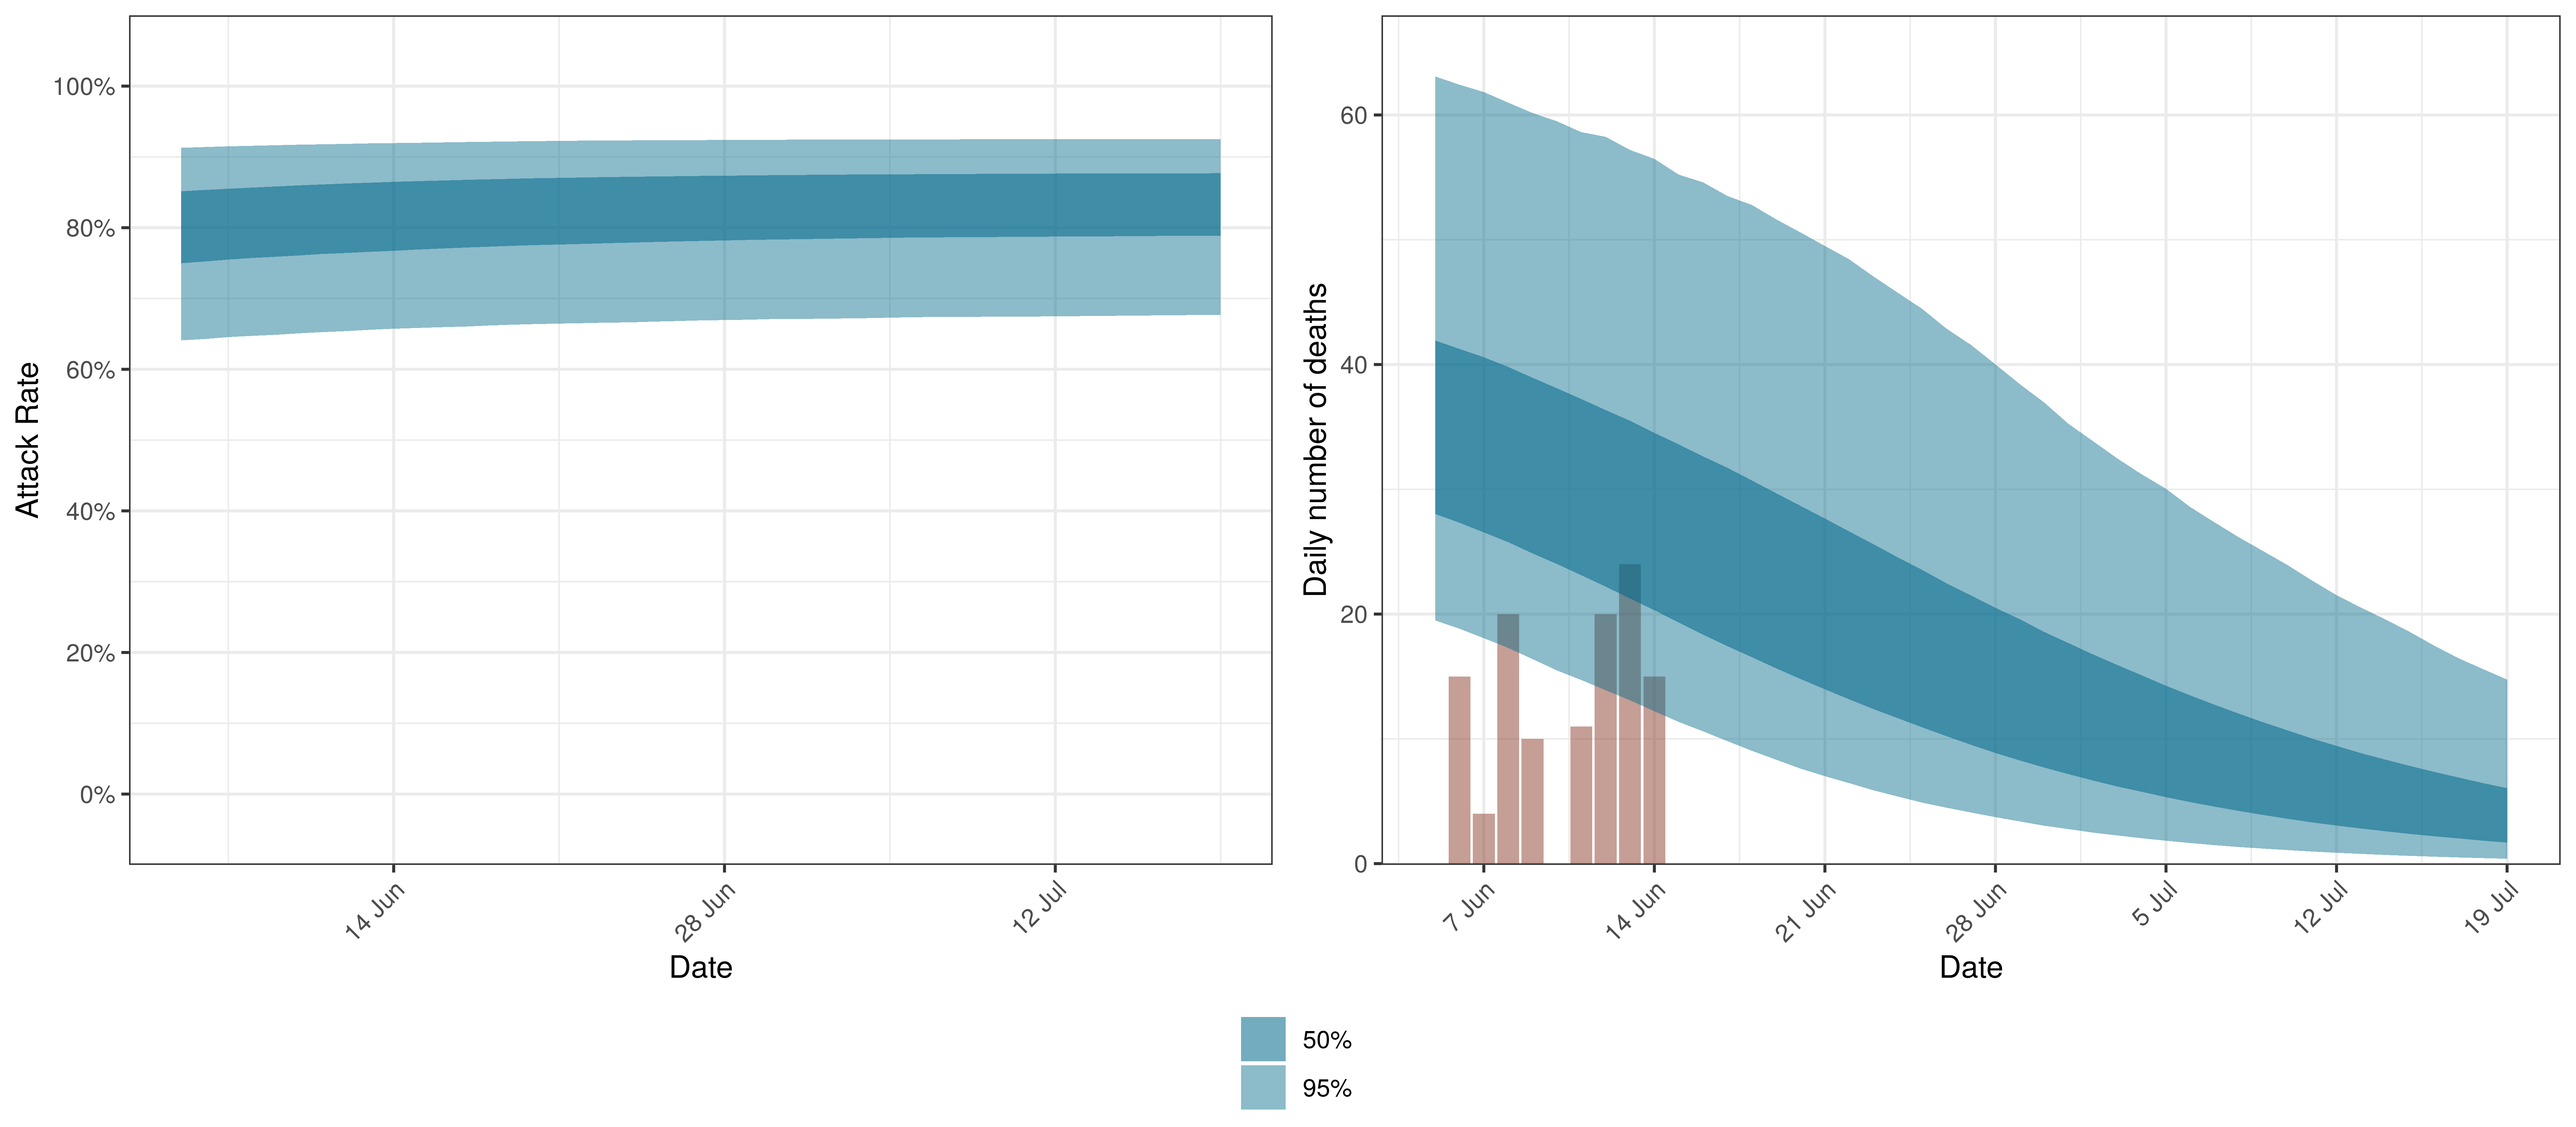 Attack Rate
100%
80%
60%
40%
20%
0%
14 Jun
28 Jun
12 Jul
Date
Daily number of deaths
60
40
20
0
7 Jun
14 Jun
21 Jun
28 Jun
5 Jul
12 Jul
19 Jul
Date
50%
95%